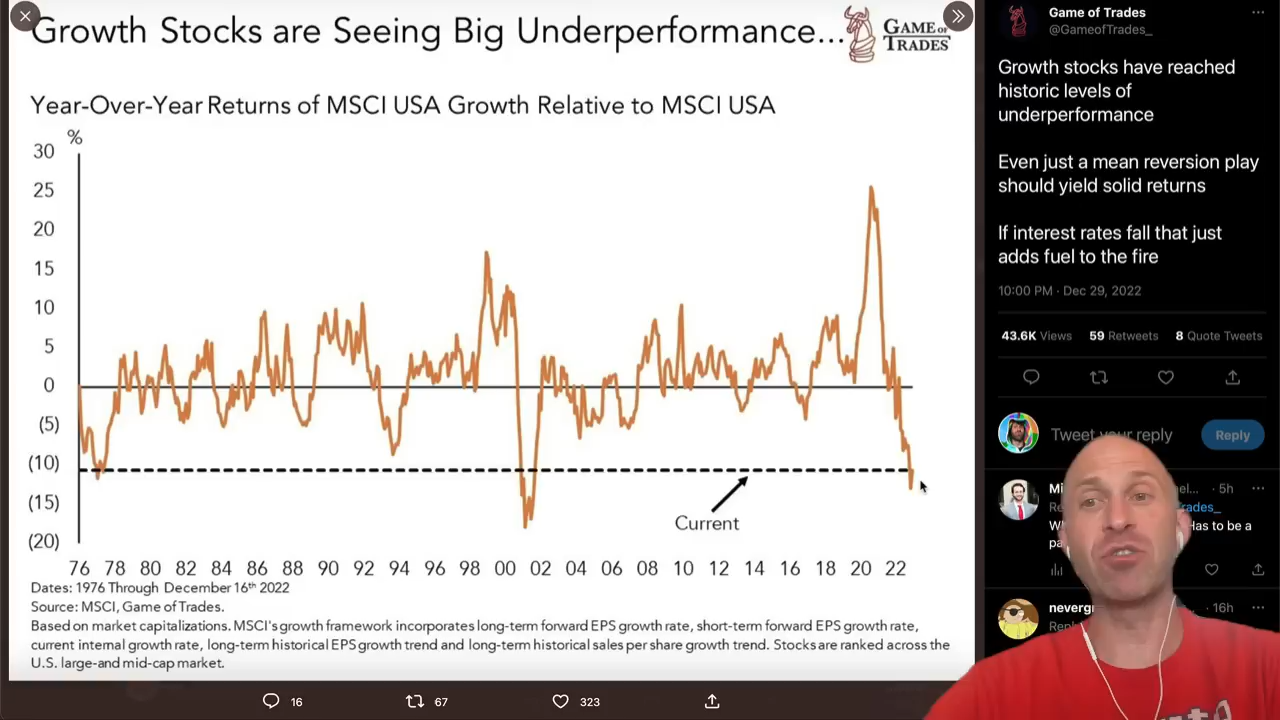 Growth Stocks are Seeing Big Underperformance...
GAME OF
TRADES
Year-Over-Year Returns of MSCI USA Growth Relative to MSCI USA
%
30
25
20
15
10
5
0
(5)
(10)
(15)
(20)
Current
76 78 80 82 84 86 88 90 92 94 96 98 00 02 04 06 08 10 12 14 16 18 20 22
Dates: 1976 Through December 16th 2022
Source: MSCI, Game of Trades.
Based on market capitalizations. MSCI's growth framework incorporates long-term forward EPS growth rate, short-term forward EPS growth rate,
current internal growth rate, long-term historical EPS growth trend and long-term historical sales per share growth trend. Stocks are ranked across the
U.S. large-and mid-cap market.
16 67 323
Game of Trades
@GameofTrades_
Growth stocks have reached
historic levels of
underperformance
Even just a mean reversion play
should yield solid returns
If interest rates fall that just
adds fuel to the fire
10:00 PM · Dec 29, 2022
43.6K Views 59 Retweets 8 Quote Tweets
Tweet your reply
Reply
· 5h
Trades_
Has to be a
· 16h